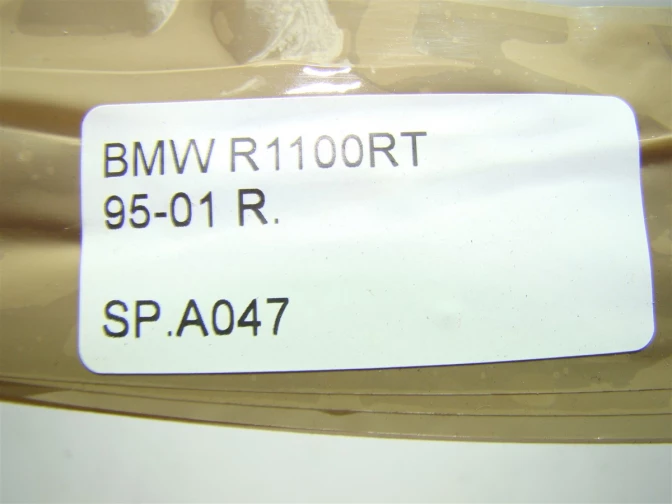 BMW R1100RT
95-01 R.
SP.A047